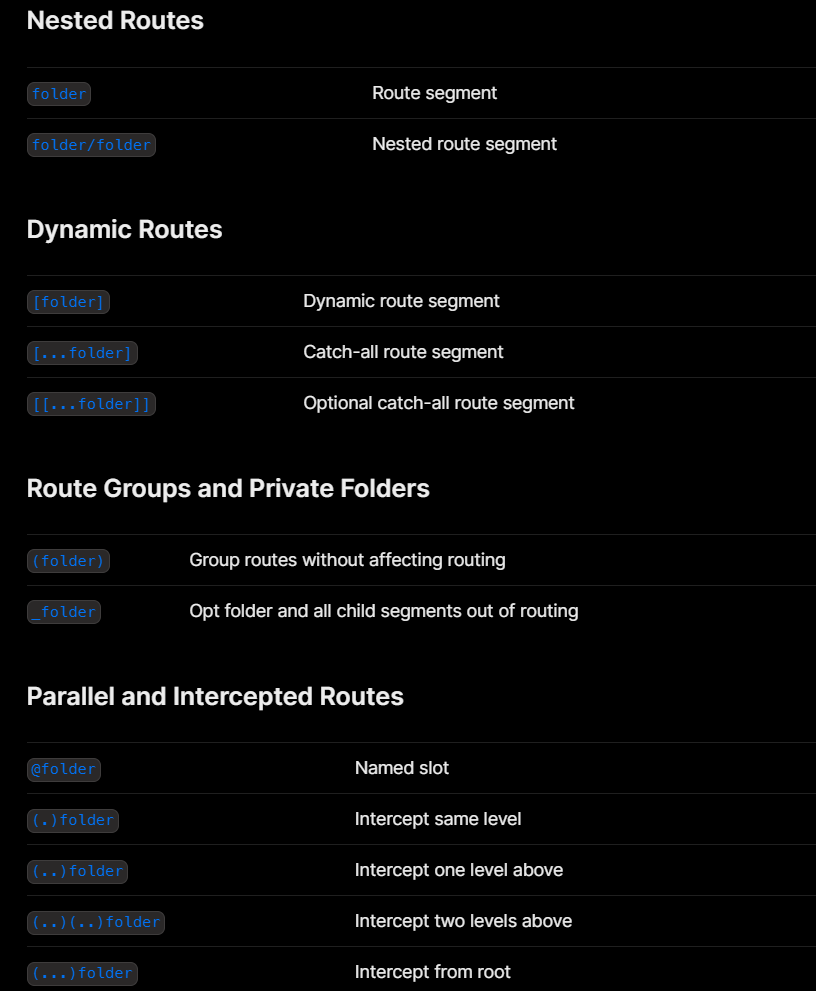 Nested Routes
folder Route segment
folder/folder Nested route segment
Dynamic Routes
[folder] Dynamic route segment
[...folder] Catch-all route segment
[[...folder]] Optional catch-all route segment
Route Groups and Private Folders
(folder) Group routes without affecting routing
_folder Opt folder and all child segments out of routing
Parallel and Intercepted Routes
@folder Named slot
(.)folder Intercept same level
(..)folder Intercept one level above
(..)(..)folder Intercept two levels above
(...)folder Intercept from root